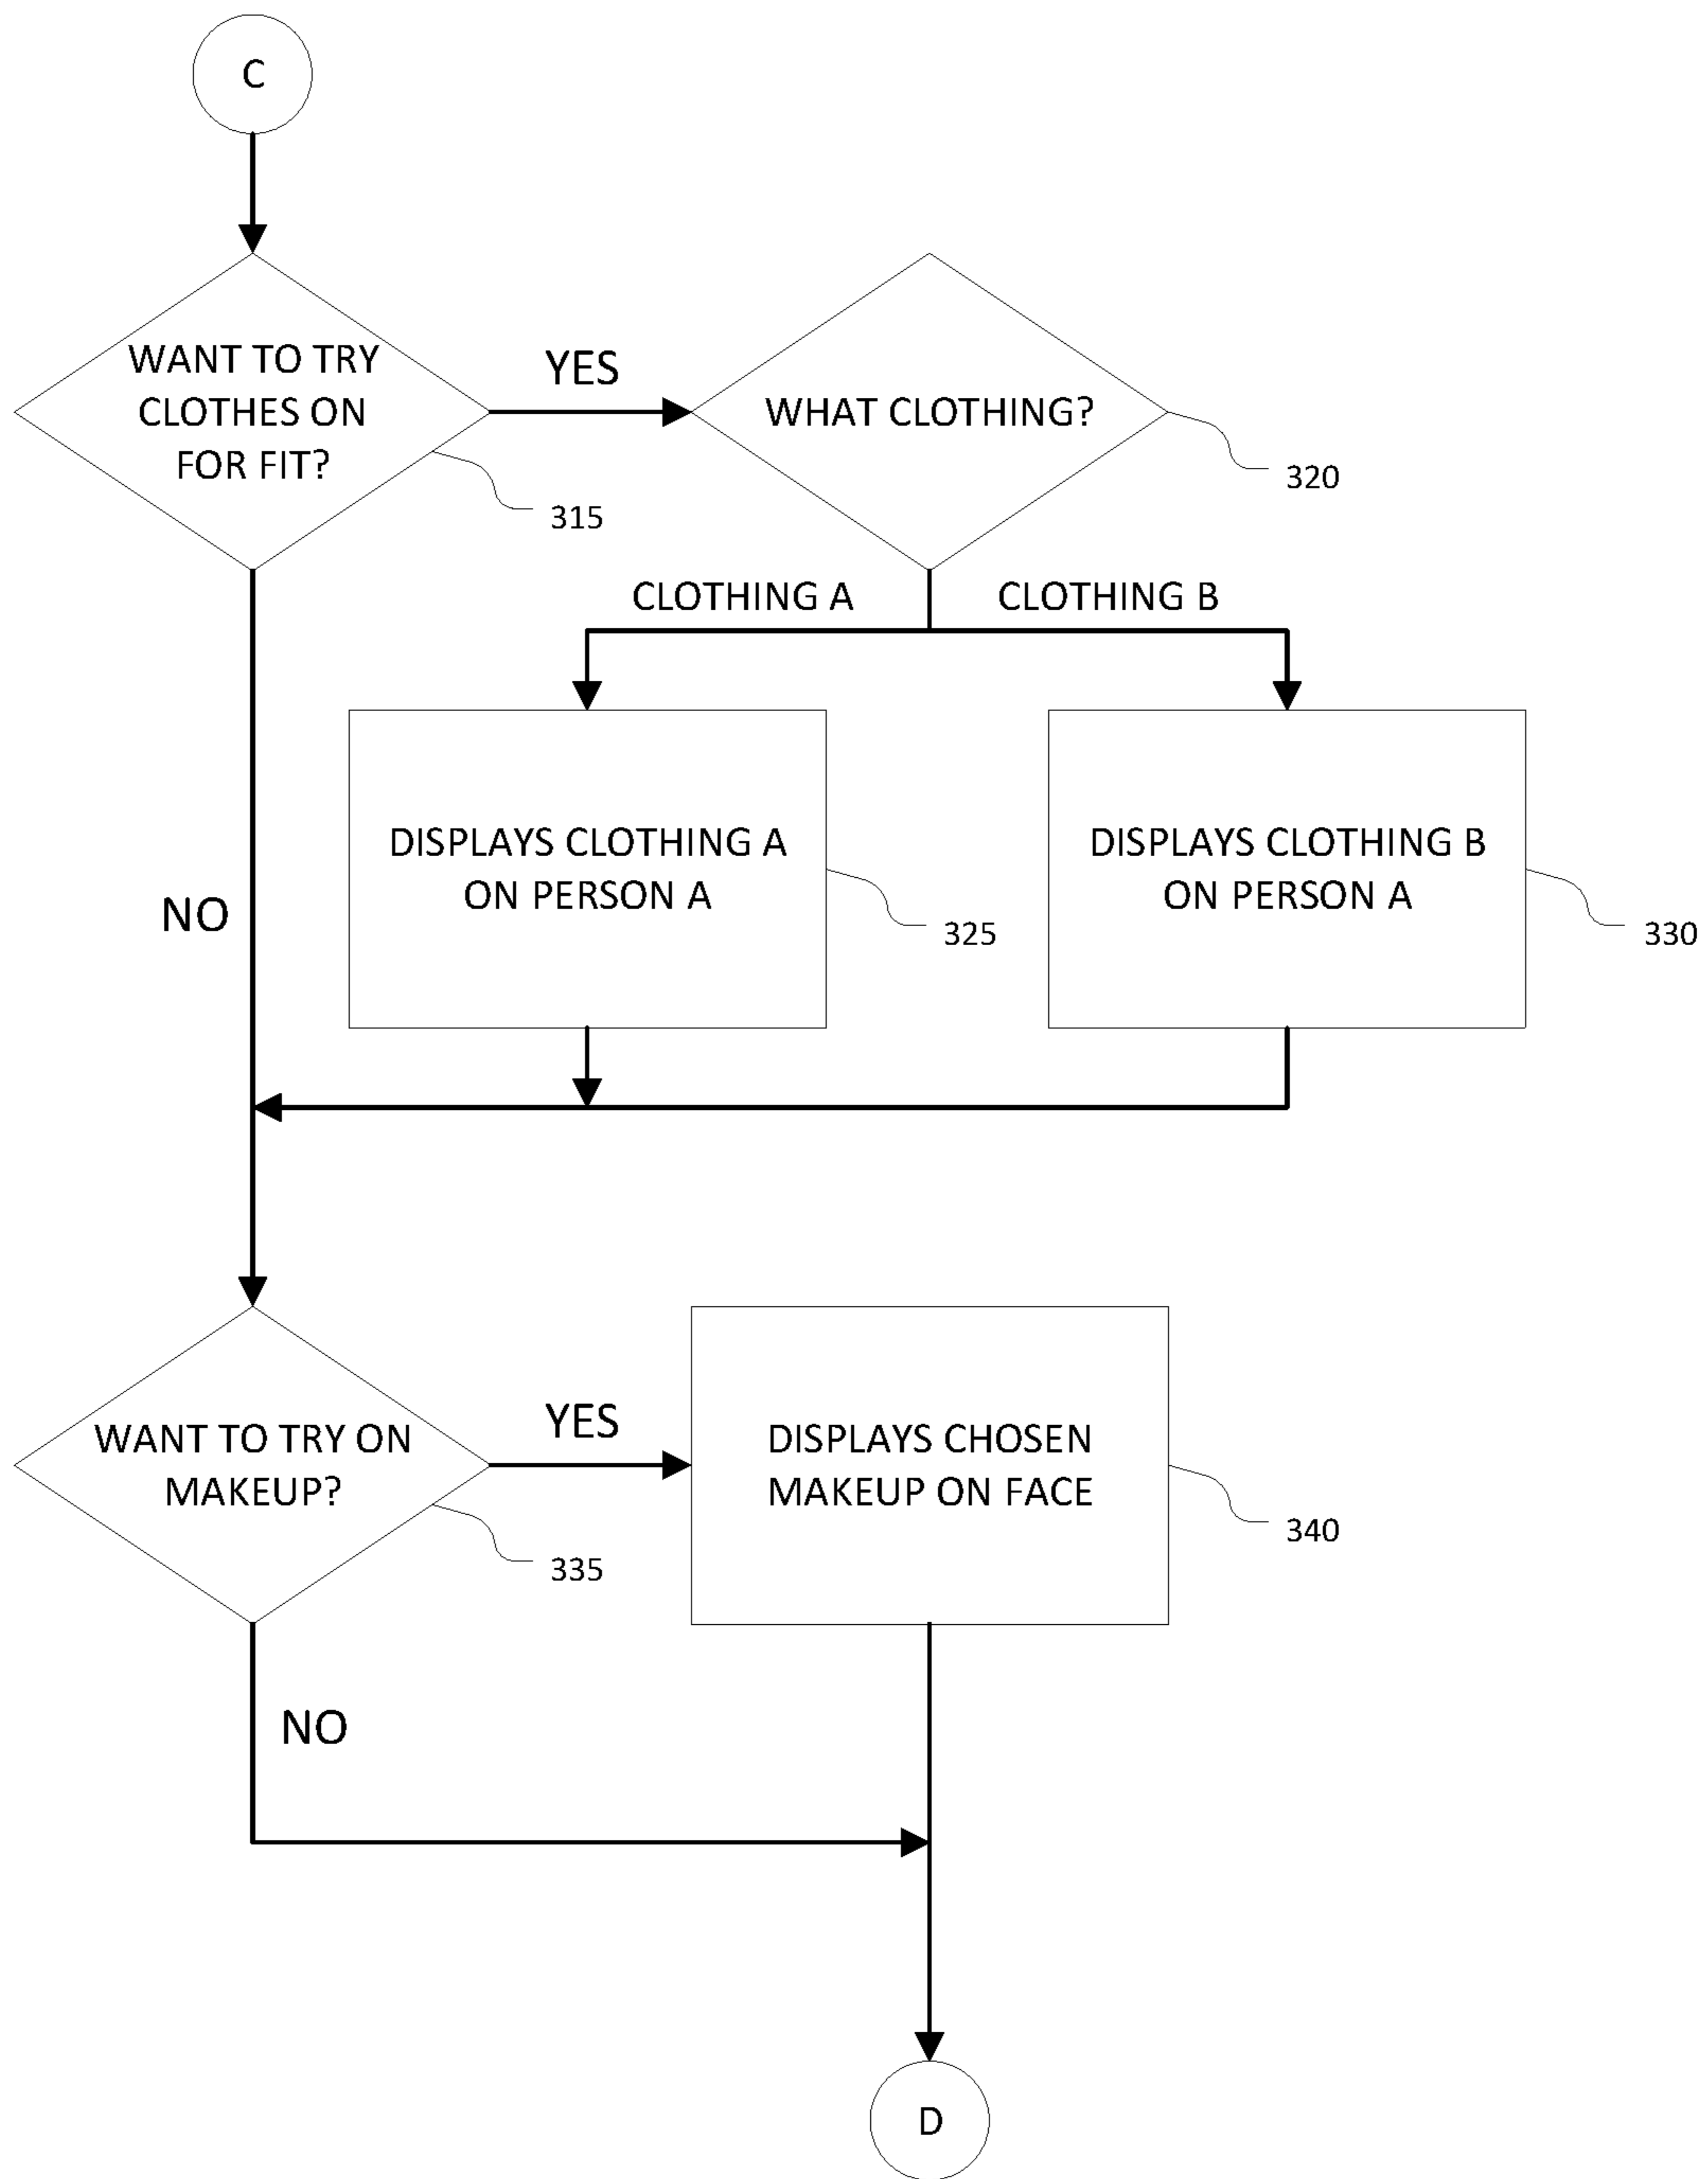 C
WANT TO TRY
CLOTHES ON
FOR FIT?
315
YES
WHAT CLOTHING?
320
CLOTHING A
CLOTHING B
DISPLAYS CLOTHING A
ON PERSON A
325
DISPLAYS CLOTHING B
ON PERSON A
330
NO
WANT TO TRY ON
MAKEUP?
335
YES
DISPLAYS CHOSEN
MAKEUP ON FACE
340
NO
D